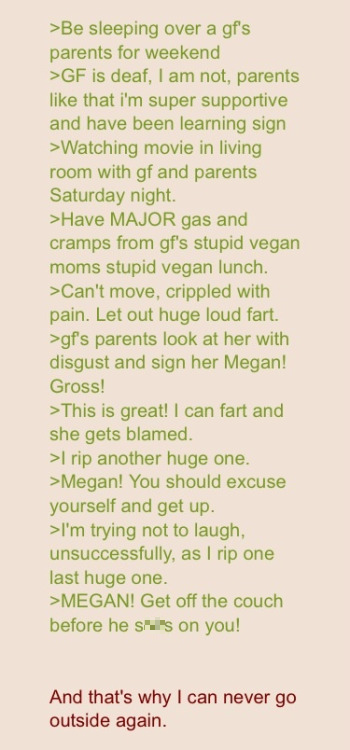 >Be sleeping over a gf's
parents for weekend
>GF is deaf, I am not, parents
like that i'm super supportive
and have been learning sign
>Watching movie in living
room with gf and parents
Saturday night.
>Have MAJOR gas and
cramps from gf's stupid vegan
moms stupid vegan lunch.
>Can't move, crippled with
pain. Let out huge loud fart.
>gf's parents look at her with
disgust and sign her Megan!
Gross!
>This is great! I can fart and
she gets blamed.
>I rip another huge one.
>Megan! You should excuse
yourself and get up.
>I'm trying not to laugh,
unsuccessfully, as I rip one
last huge one.
>MEGAN! Get off the couch
before he on you!
And that's why I can never go
outside again.